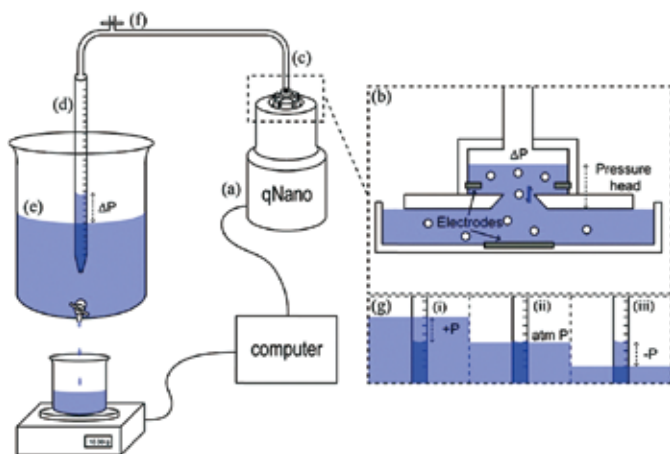 (f)
(c)
(d)
(b)
ΔP
Pressure
head
(a)
qNano
(e)
ΔP
Electrodes
computer
(g)
(i)
+P
(ii)
atm P
(iii)
-P